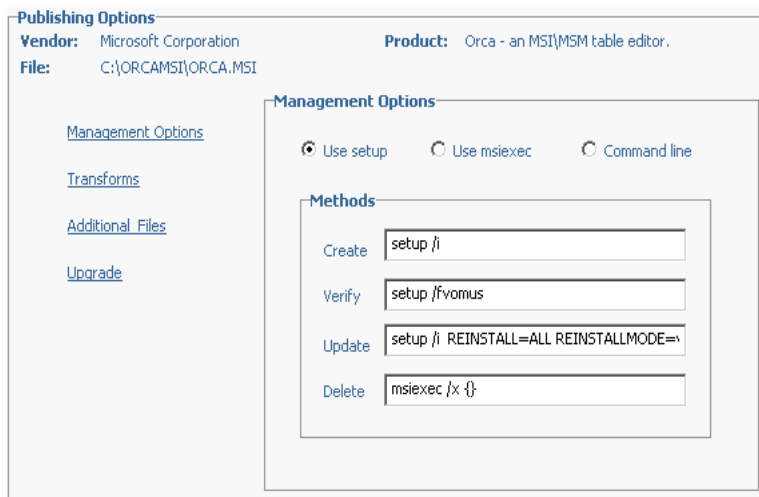 Publishing Options
Vendor: Microsoft Corporation Product: Orca - an MSI\MSM table editor.
File: C:\ORCAMSI\ORCA.MSI
Management Options
Management Options
Use setup Use msiexec Command line
Transforms
Methods
Additional Files
Create setup /i
Upgrade
Verify setup /fvomus
Update setup /i REINSTALL=ALL REINSTALLMODE=
Delete msiexec /x {}